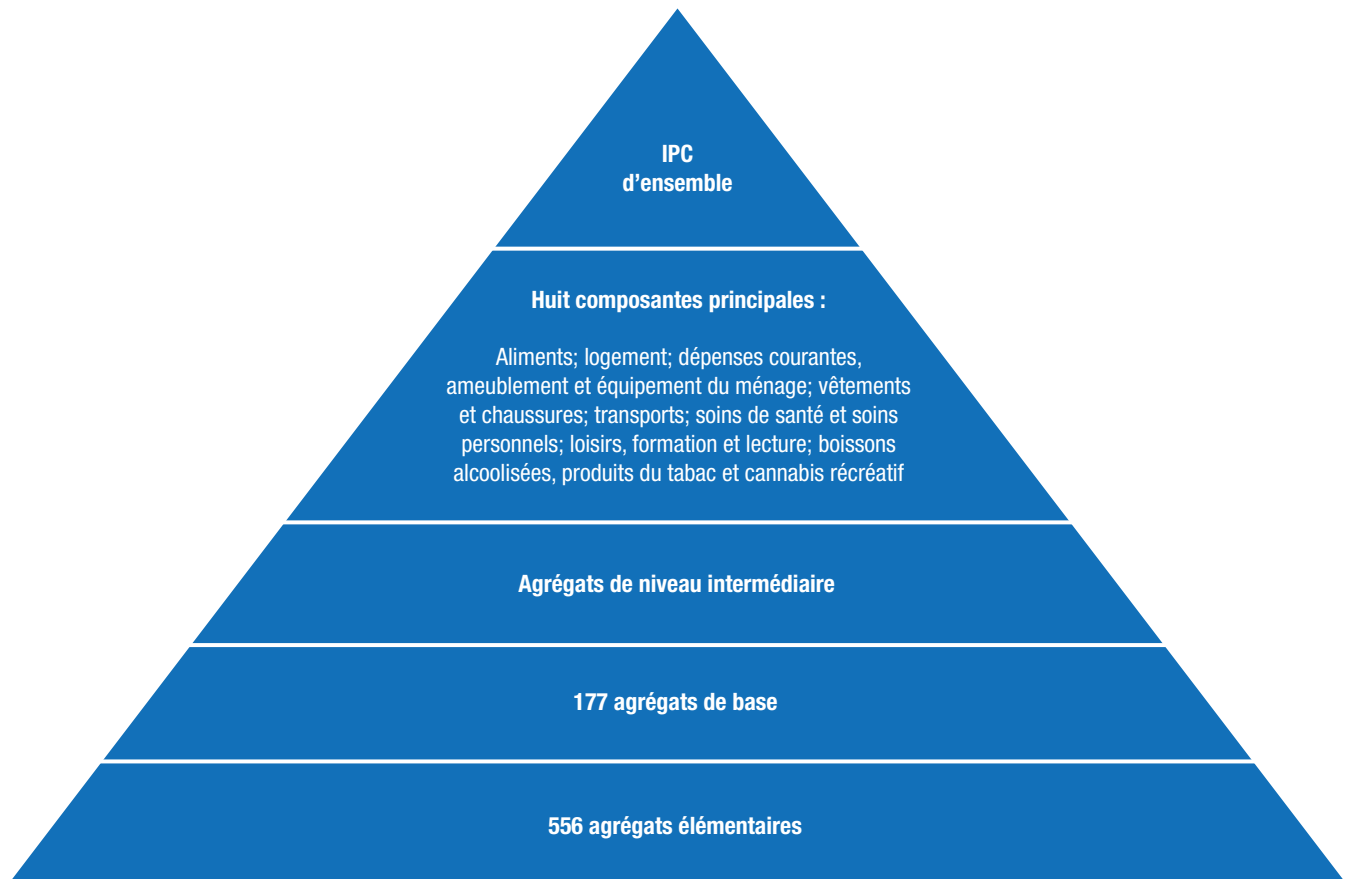 IPC
d’ensemble
Huit composantes principales :
Aliments; logement; dépenses courantes,
ameublement et équipement du ménage; vêtements
et chaussures; transports; soins de santé et soins
personnels; loisirs, formation et lecture; boissons
alcoolisées, produits du tabac et cannabis récréatif
Agrégats de niveau intermédiaire
177 agrégats de base
556 agrégats élémentaires